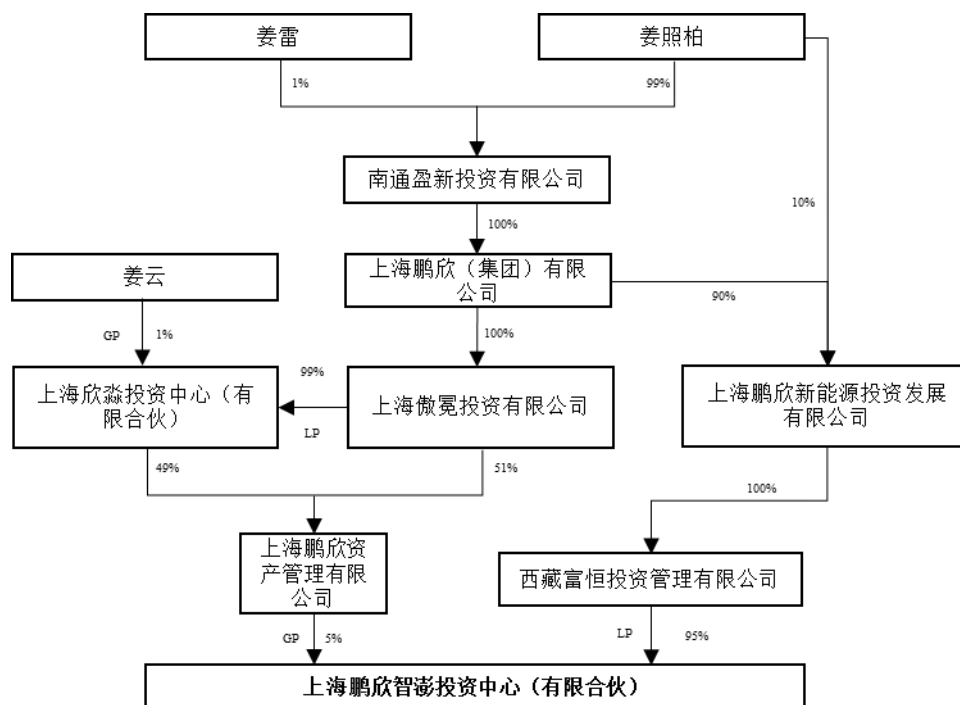 姜雷
姜照柏
1%
99%
南通盈新投资有限公司
10%
100%
姜云
上海鹏欣（集团）有限
公司
90%
GP
1%
100%
99%
上海欣淼投资中心（有
限合伙）
上海傲冕投资有限公司
上海鹏欣新能源投资发展
有限公司
LP
49%
51%
100%
上海鹏欣资
产管理有限
公司
西藏富恒投资管理有限公司
GP
5%
LP
95%
上海鹏欣智澎投资中心（有限合伙）